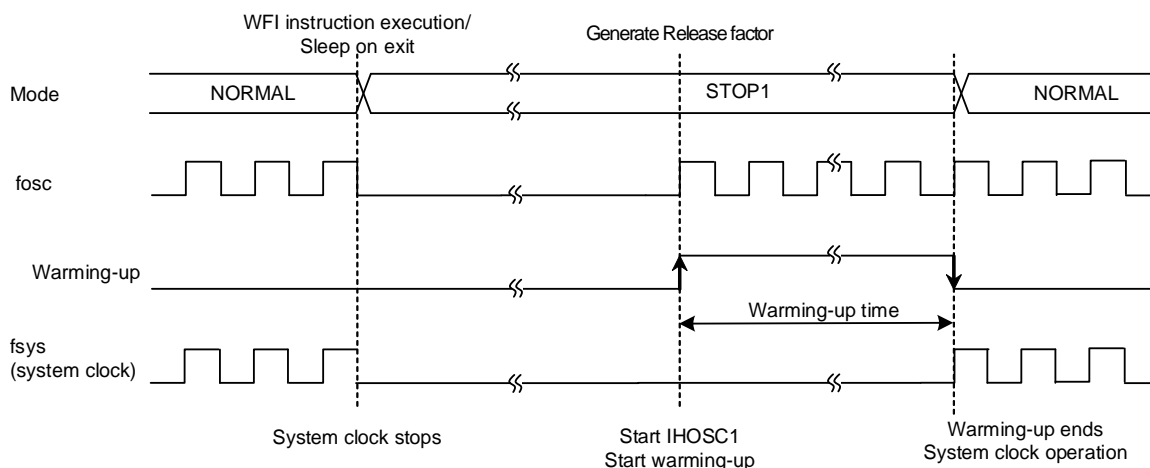 WFI instruction execution/
Sleep on exit
Generate Release factor
Mode
NORMAL
STOP1
NORMAL
fosc
Warming-up
Warming-up time
fsys
(system clock)
System clock stops
Start IHOSC1
Start warming-up
Warming-up ends
System clock operation